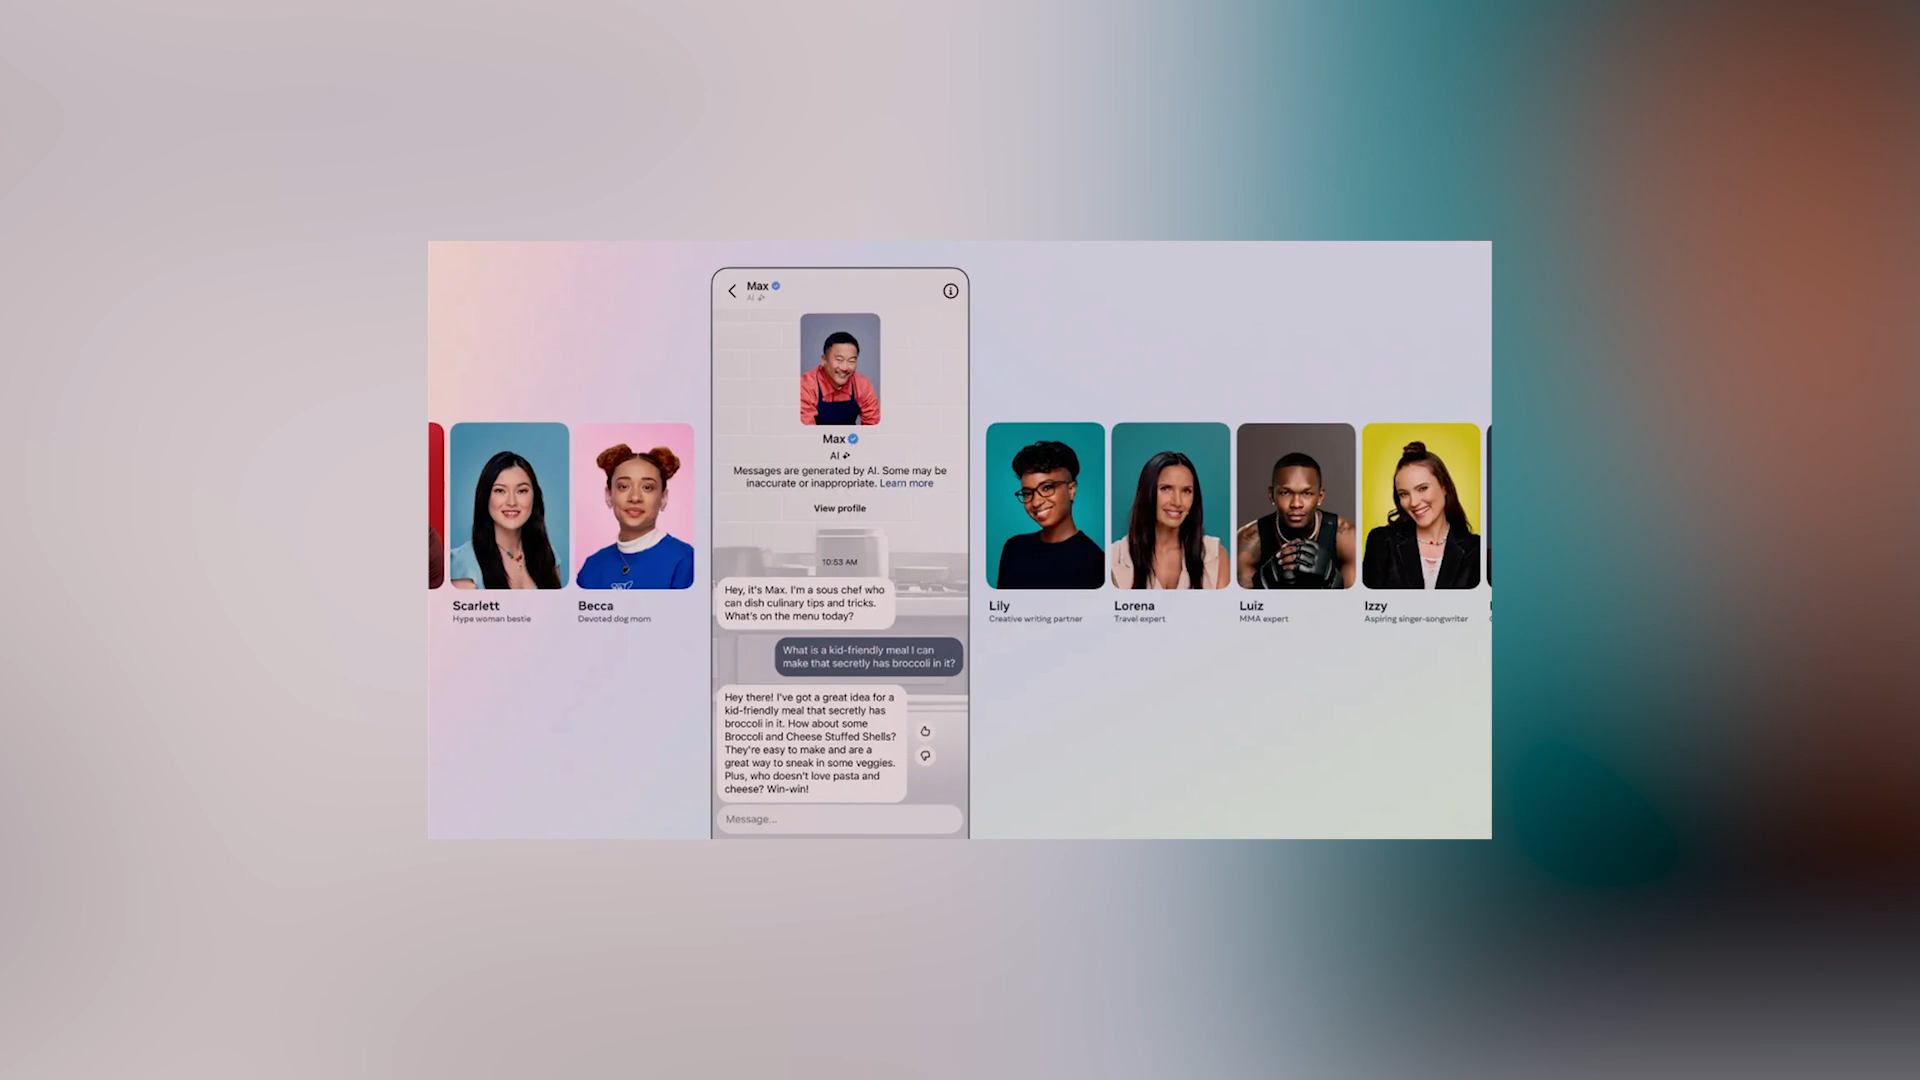 Max
AI
Max
AI
Messages are generated by AI. Some may be
inaccurate or inappropriate. Learn more
View profile
10:53 AM
Hey, it's Max. I'm a sous chef who
can dish culinary tips and tricks.
What's on the menu today?
What is a kid-friendly meal I can
make that secretly has broccoli in it?
Hey there! I've got a great idea for a
kid-friendly meal that secretly has
broccoli in it. How about some
Broccoli and Cheese Stuffed Shells?
They're easy to make and are a
great way to sneak in some veggies.
Plus, who doesn't love pasta and
cheese? Win-win!
Message...
Scarlett
Hype woman bestie
Becca
Devoted dog mom
Lily
Creative writing partner
Lorena
Travel expert
Luiz
MMA expert
Izzy
Aspiring singer-songwriter